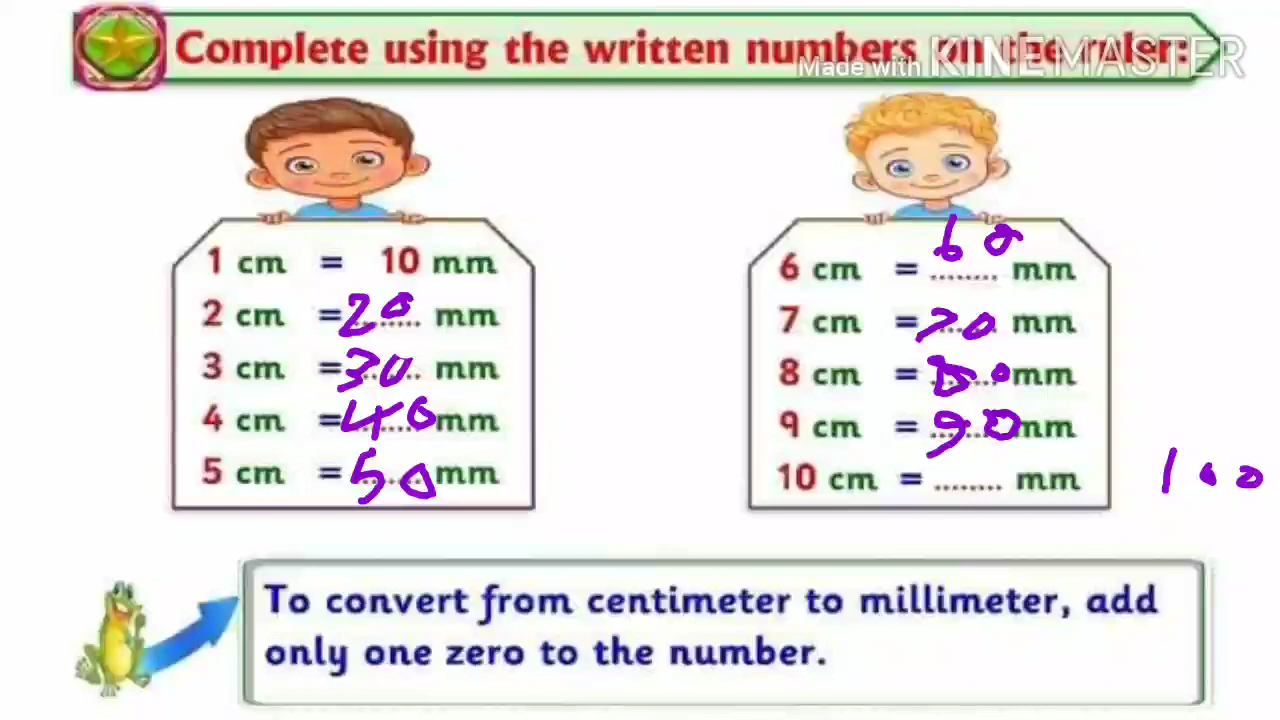 Complete using the written numbers on the ruler:
Made with KINEMASTER
1 cm = 10 mm
2 cm = 20 mm
3 cm = 30 mm
4 cm = 40 mm
5 cm = 50 mm
6 cm = 60 mm
7 cm = 70 mm
8 cm = 80 mm
9 cm = 90 mm
10 cm = ........ mm 100
To convert from centimeter to millimeter, add
only one zero to the number.